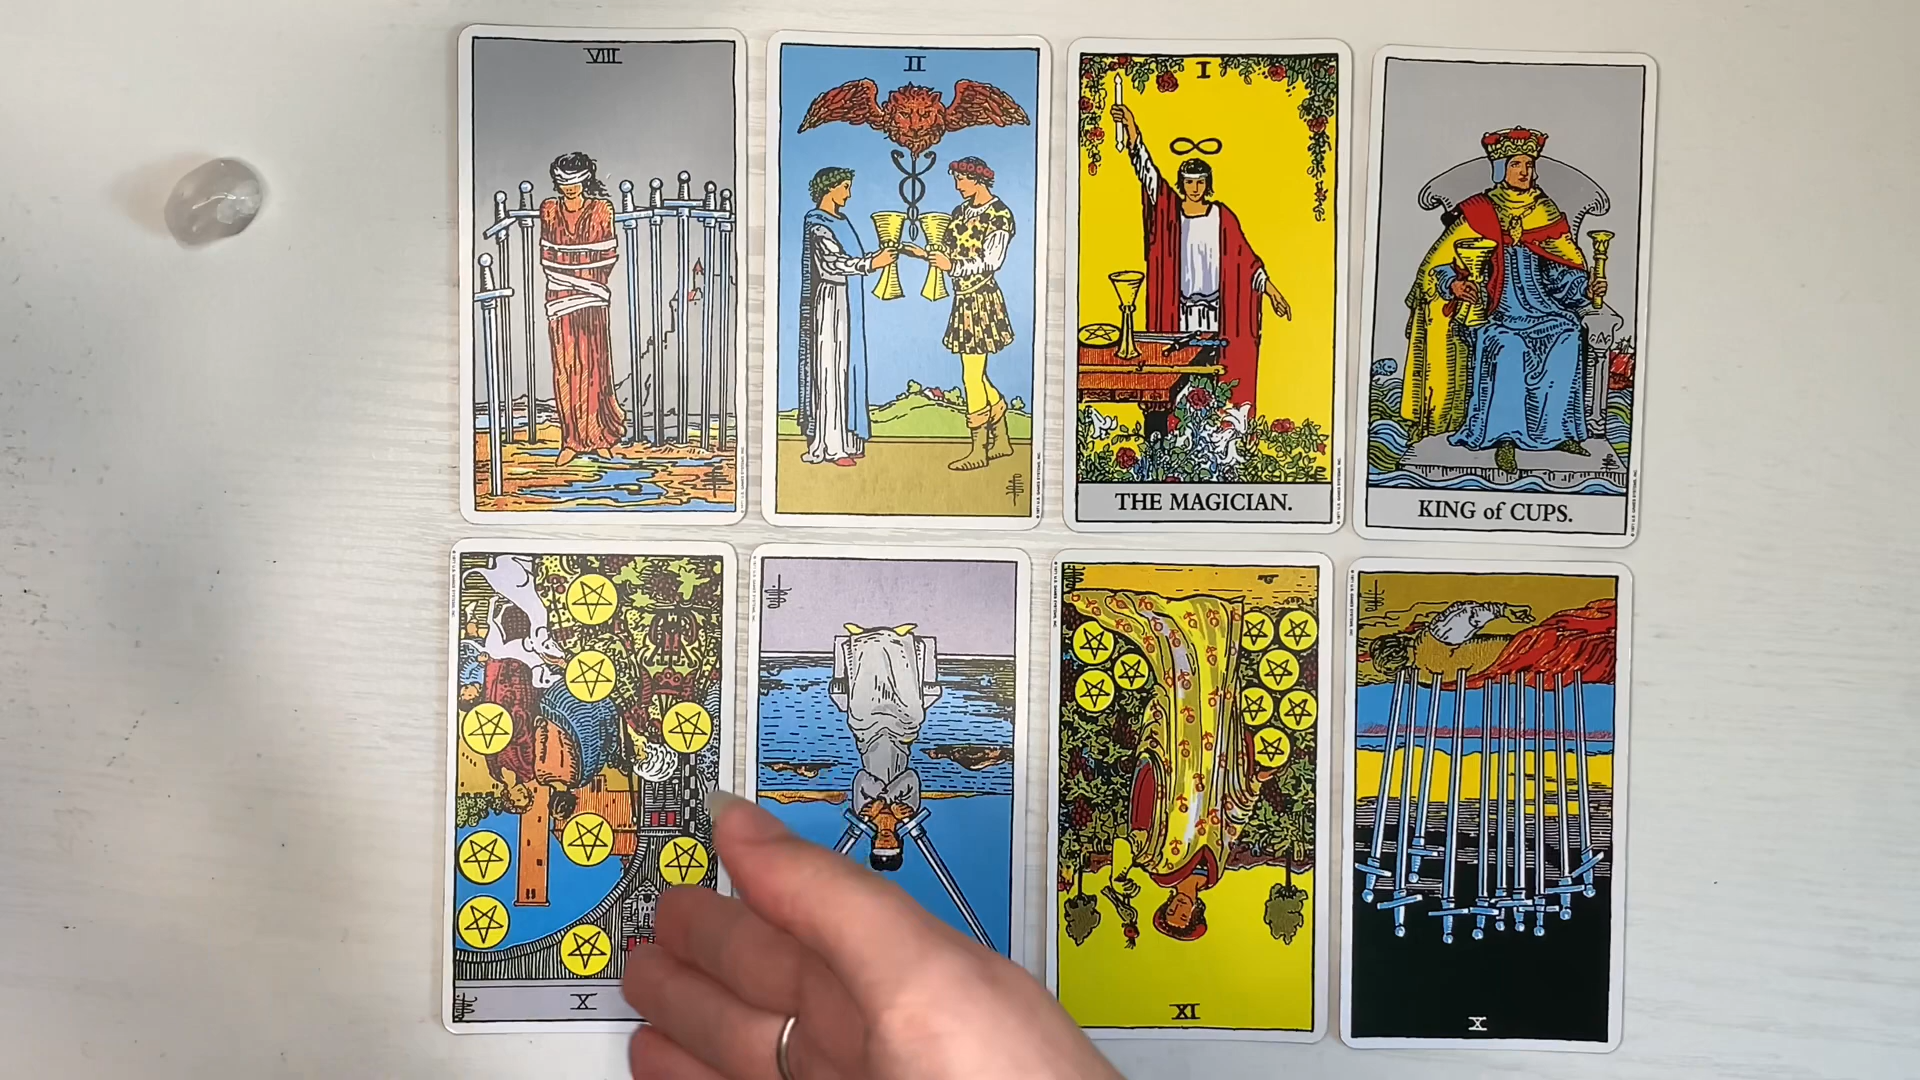 VIII
II
I
THE MAGICIAN.
KING of CUPS.
X
XI
X